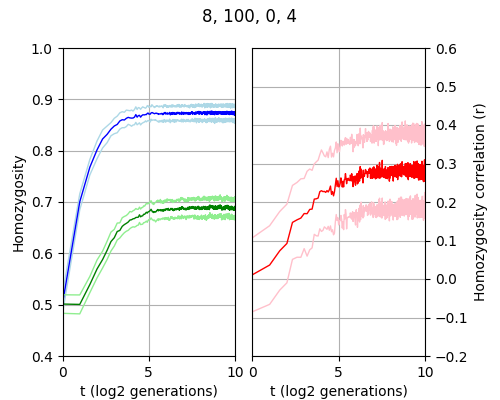 8, 100, 0, 4
Homozygosity
1.0
0.9
0.8
0.7
0.6
0.5
0.4
0 5 10
t (log2 generations)
0 5 10
t (log2 generations)
0.6
0.5
0.4
0.3
0.2
0.1
0.0
−0.1
−0.2
Homozygosity correlation (r)